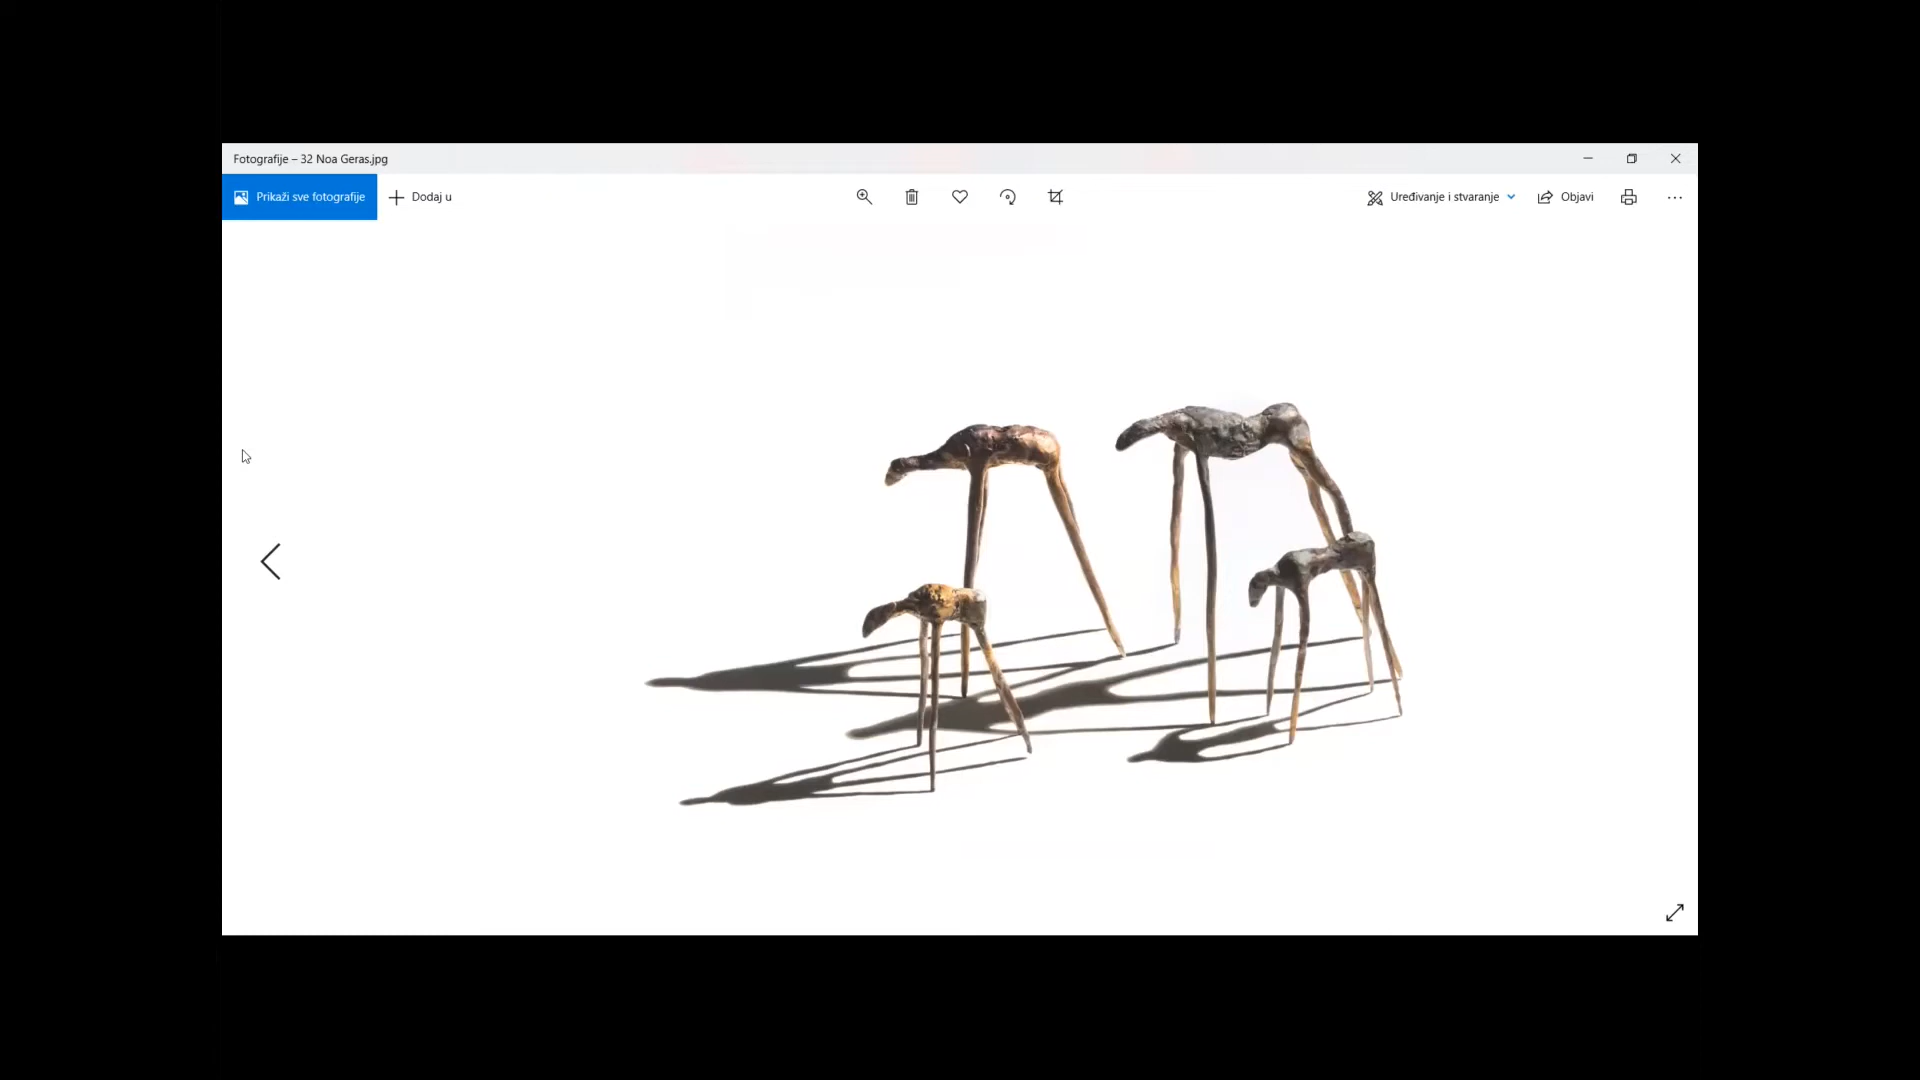 Fotografije – 32 Noa Geras.jpg
Prikaži sve fotografije
Dodaj u
Uređivanje i stvaranje
Objavi